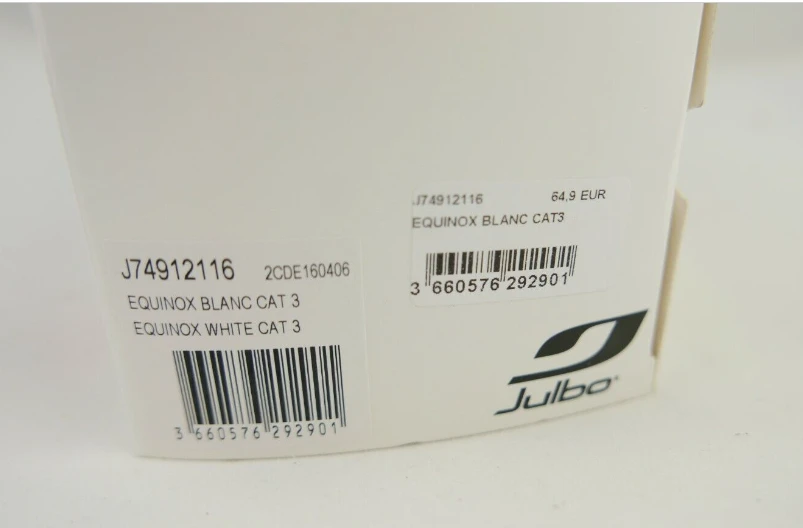 J74912116 2CDE160406
EQUINOX BLANC CAT 3
EQUINOX WHITE CAT 3
3 660576 292901
J74912116 64,9 EUR
EQUINOX BLANC CAT3
3 660576 292901
Julbo